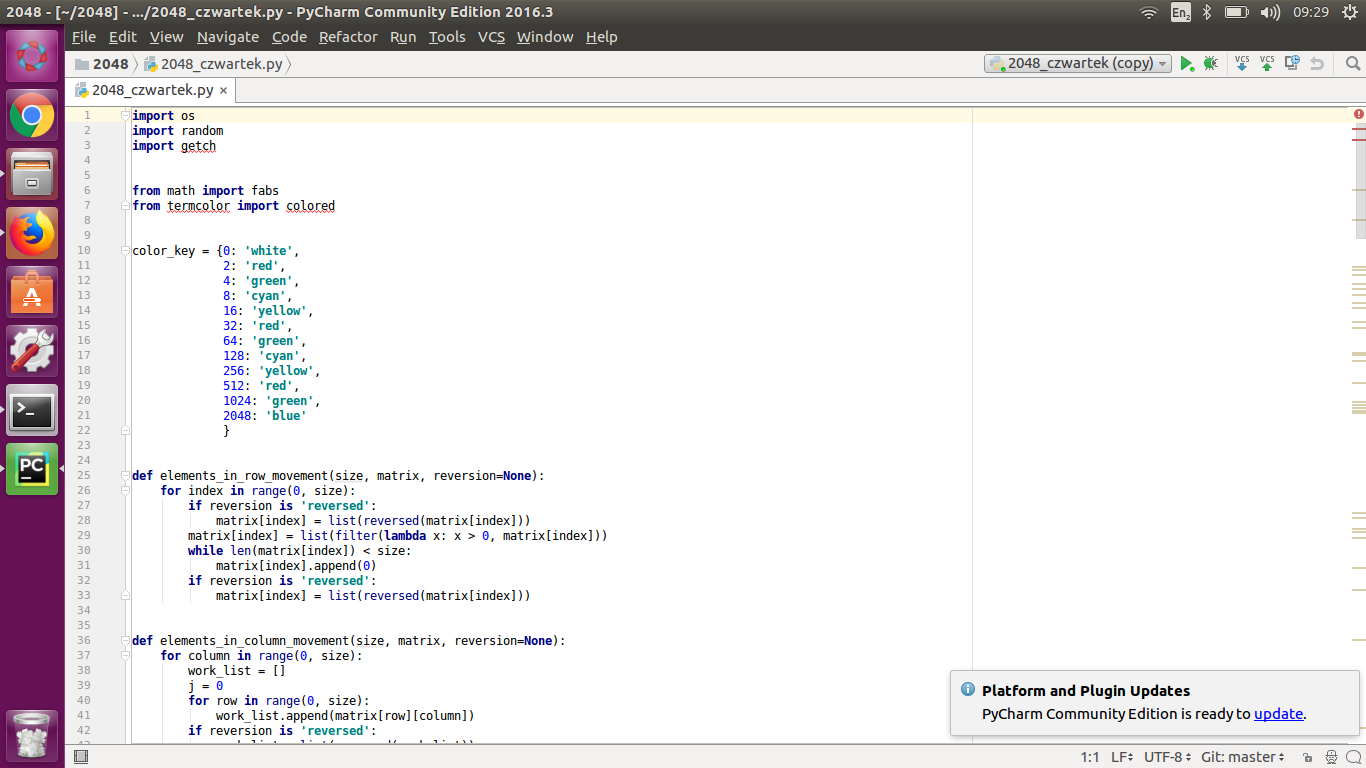 2048 - [~/2048] - .../2048_czwartek.py - PyCharm Community Edition 2016.3
En2
09:29
File Edit View Navigate Code Refactor Run Tools VCS Window Help
2048 2048_czwartek.py
2048_czwartek (copy)
VCS VCS
2048_czwartek.py ×
1 import os
2 import random
3 import getch
4
5
6 from math import fabs
7 from termcolor import colored
8
9
10 color_key = {0: 'white',
11 2: 'red',
12 4: 'green',
13 8: 'cyan',
14 16: 'yellow',
15 32: 'red',
16 64: 'green',
17 128: 'cyan',
18 256: 'yellow',
19 512: 'red',
20 1024: 'green',
21 2048: 'blue'
22 }
23
24
25 def elements_in_row_movement(size, matrix, reversion=None):
26 for index in range(0, size):
27 if reversion is 'reversed':
28 matrix[index] = list(reversed(matrix[index]))
29 matrix[index] = list(filter(lambda x: x > 0, matrix[index]))
30 while len(matrix[index]) < size:
31 matrix[index].append(0)
32 if reversion is 'reversed':
33 matrix[index] = list(reversed(matrix[index]))
34
35
36 def elements_in_column_movement(size, matrix, reversion=None):
37 for column in range(0, size):
38 work_list = []
39 j = 0
40 for row in range(0, size):
41 work_list.append(matrix[row][column])
42 if reversion is 'reversed':
PC
Platform and Plugin Updates
PyCharm Community Edition is ready to update.
1:1 LF UTF-8 Git: master